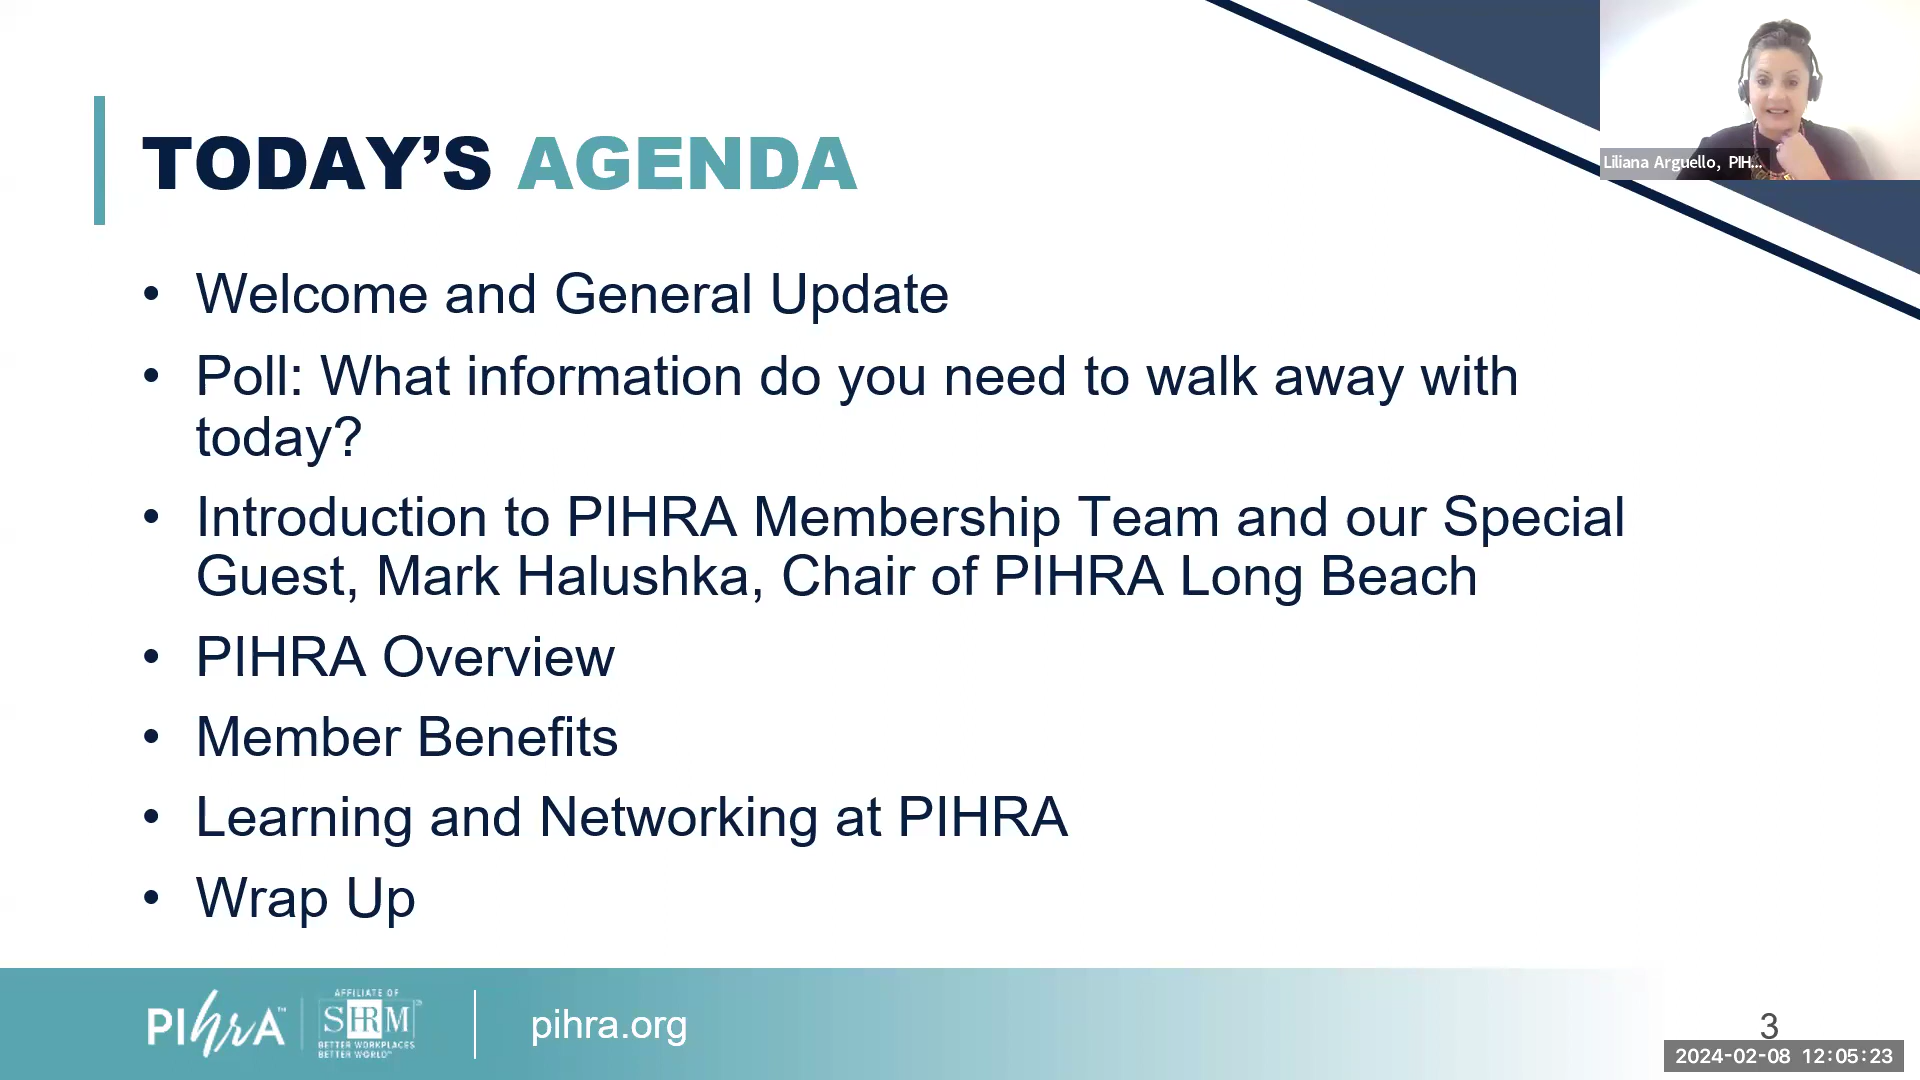 TODAY’S AGENDA
Liliana Arguello, PIH...
• Welcome and General Update
• Poll: What information do you need to walk away with
today?
• Introduction to PIHRA Membership Team and our Special
Guest, Mark Halushka, Chair of PIHRA Long Beach
• PIHRA Overview
• Member Benefits
• Learning and Networking at PIHRA
• Wrap Up
PIhrA™
AFFILIATE OF
SHRM
BETTER WORKPLACES
BETTER WORLD™
pihra.org
3
2024-02-08 12:05:23